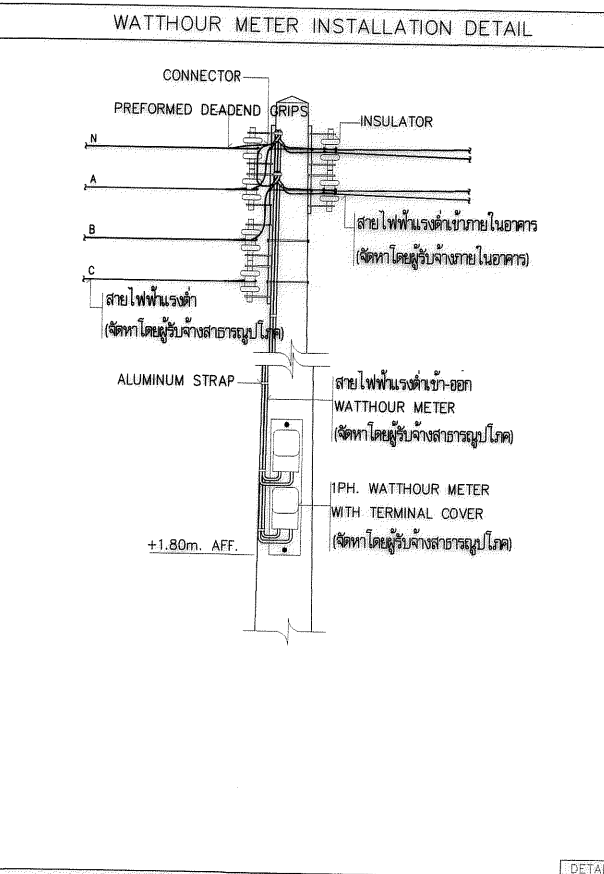 WATTHOUR METER INSTALLATION DETAIL
CONNECTOR
PREFORMED DEADEND GRIPS
INSULATOR
N
A
B
C
สายไฟฟ้าแรงต่ำเข้าภายในอาคาร
(จัดหาโดยผู้รับจ้างภายในอาคาร)
สายไฟฟ้าแรงต่ำ
(จัดหาโดยผู้รับจ้างสาธารณูปโภค)
ALUMINUM STRAP
สายไฟฟ้าแรงต่ำเข้า-ออก
WATTHOUR METER
(จัดหาโดยผู้รับจ้างสาธารณูปโภค)
1PH. WATTHOUR METER
WITH TERMINAL COVER
(จัดหาโดยผู้รับจ้างสาธารณูปโภค)
+1.80m. AFF.
DETAI